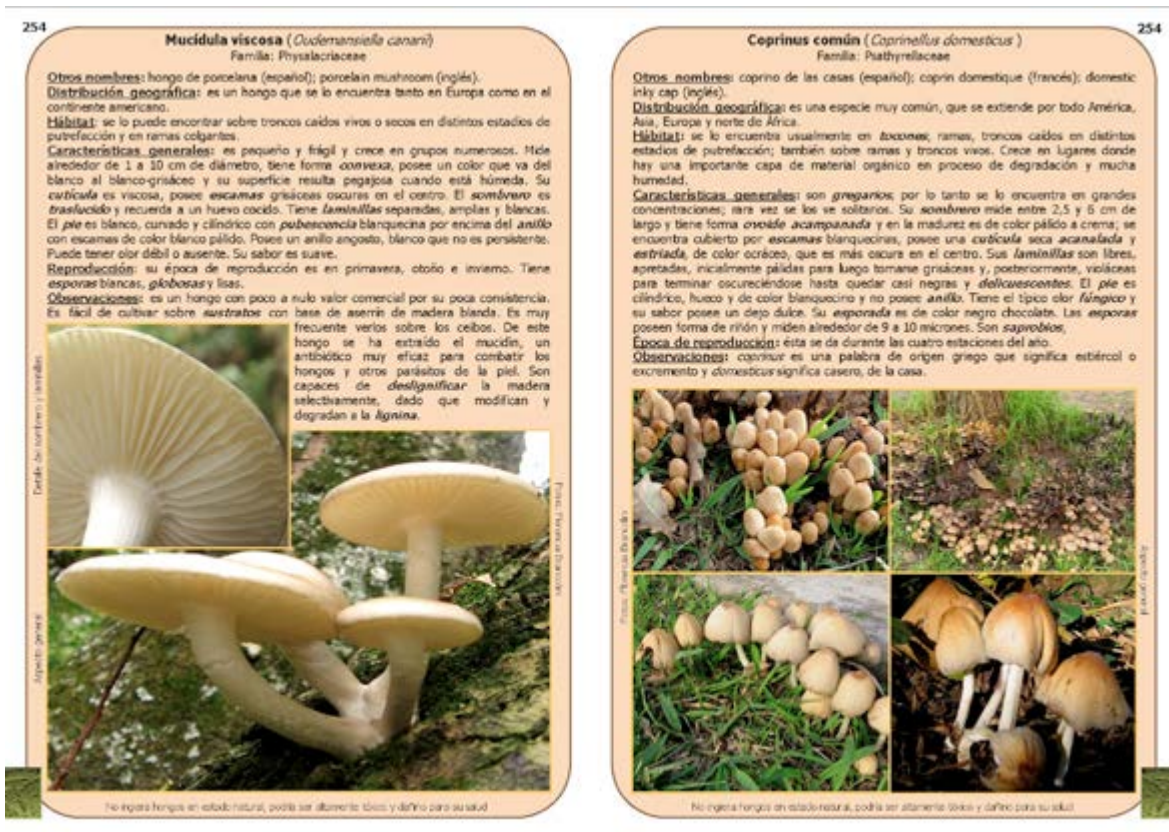 254
Mucídula viscosa (Oudemansiella canarii)
Familia: Physalacriaceae
Otros nombres: hongo de porcelana (español); porcelain mushroom (inglés).
Distribución geográfica: es un hongo que se lo encuentra tanto en Europa como en el
continente americano.
Hábitat: se lo puede encontrar sobre troncos caídos vivos o secos en distintos estadios de
putrefacción y en ramas colgantes.
Características generales: es pequeño y frágil y crece en grupos numerosos. Mide
alrededor de 1 a 10 cm de diámetro, tiene forma convexa, posee un color que va del
blanco al blanco-grisáceo y su superficie resulta pegajosa cuando está húmeda. Su
cutícula es viscosa, posee escamas grisáceas oscuras en el centro. El sombrero es
traslucido y recuerda a un huevo cocido. Tiene laminillas separadas, amplias y blancas.
El pie es blanco, curvado y cilíndrico con pubescencia blanquecina por encima del anillo
con escamas de color blanco pálido. Posee un anillo angosto, blanco que no es persistente.
Puede tener olor débil o ausente. Su sabor es suave.
Reproducción: su época de reproducción es en primavera, otoño e invierno. Tiene
esporas blancas, globosas y lisas.
Observaciones: es un hongo con poco a nulo valor comercial por su poca consistencia.
Es fácil de cultivar sobre sustratos con base de aserrín de madera blanda. Es muy
frecuente verlos sobre los ceibos. De este
hongo se ha extraído el mucidin, un
antibiótico muy eficaz para combatir los
hongos y otros parásitos de la piel. Son
capaces de deslignificar la madera
selectivamente, dado que modifican y
degradan a la lignina.
Detalle del sombrero y laminillas
Aspecto general
No ingiera hongos en estado natural, podría ser altamente tóxico y dañino para su salud
254
Coprinus común (Coprinellus domesticus )
Familia: Psathyrellaceae
Otros nombres: coprino de las casas (español); coprin domestique (francés); domestic
inky cap (inglés).
Distribución geográfica: es una especie muy común, que se extiende por todo América,
Asia, Europa y norte de África.
Hábitat: se lo encuentra usualmente en tocones, ramas, troncos caídos en distintos
estadios de putrefacción; también sobre ramas y troncos vivos. Crece en lugares donde
hay una importante capa de material orgánico en proceso de degradación y mucha
humedad.
Características generales: son gregarios, por lo tanto se lo encuentra en grandes
concentraciones; rara vez se los ve solitarios. Su sombrero mide entre 2,5 y 6 cm de
largo y tiene forma ovoide acampanada y en la madurez es de color pálido a crema; se
encuentra cubierto por escamas blanquecinas, posee una cutícula seca acanalada y
estriada, de color ocráceo, que es más oscura en el centro. Sus laminillas son libres,
apretadas, inicialmente pálidas para luego tornarse grisáceas y, posteriormente, violáceas
para terminar oscureciéndose hasta quedar casi negras y delicuescentes. El pie es
cilíndrico, hueco y de color blanquecino y no posee anillo. Tiene el típico olor fúngico y
su sabor posee un dejo dulce. Su esporada es de color negro chocolate. Las esporas
poseen forma de riñón y miden alrededor de 9 a 10 micrones. Son saprobios.
Época de reproducción: ésta se da durante las cuatro estaciones del año.
Observaciones: coprinus es una palabra de origen griego que significa estiércol o
excremento y domesticus significa casero, de la casa.
Aspecto general
No ingiera hongos en estado natural, podría ser altamente tóxico y dañino para su salud